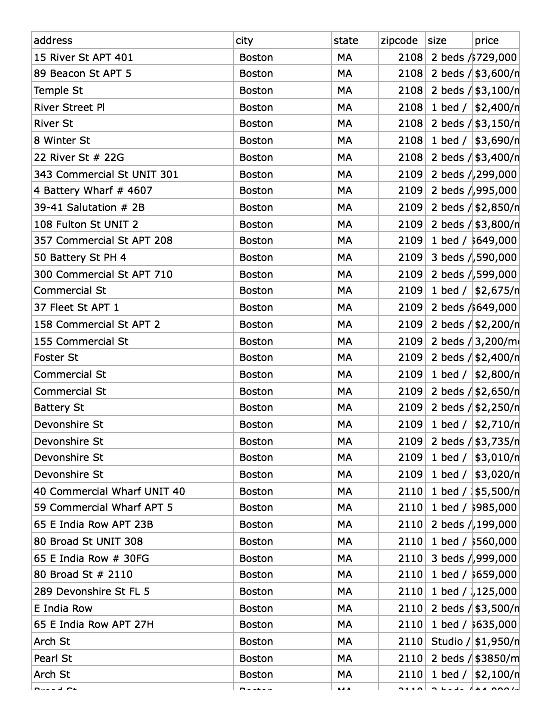 address city state zipcode size price
15 River St APT 401 Boston MA 2108 2 beds / $729,000
89 Beacon St APT 5 Boston MA 2108 2 beds / $3,600/n
Temple St Boston MA 2108 2 beds / $3,100/n
River Street Pl Boston MA 2108 1 bed / $2,400/n
River St Boston MA 2108 2 beds / $3,150/n
8 Winter St Boston MA 2108 1 bed / $3,690/n
22 River St # 22G Boston MA 2108 2 beds / $3,400/n
343 Commercial St UNIT 301 Boston MA 2109 2 beds / ,299,000
4 Battery Wharf # 4607 Boston MA 2109 2 beds / ,995,000
39-41 Salutation # 2B Boston MA 2109 2 beds / $2,850/n
108 Fulton St UNIT 2 Boston MA 2109 2 beds / $3,800/n
357 Commercial St APT 208 Boston MA 2109 1 bed / $649,000
50 Battery St PH 4 Boston MA 2109 3 beds / ,590,000
300 Commercial St APT 710 Boston MA 2109 2 beds / ,599,000
Commercial St Boston MA 2109 1 bed / $2,675/n
37 Fleet St APT 1 Boston MA 2109 2 beds / $649,000
158 Commercial St APT 2 Boston MA 2109 2 beds / $2,200/n
155 Commercial St Boston MA 2109 2 beds / 3,200/m
Foster St Boston MA 2109 2 beds / $2,400/n
Commercial St Boston MA 2109 1 bed / $2,800/n
Commercial St Boston MA 2109 2 beds / $2,650/n
Battery St Boston MA 2109 2 beds / $2,250/n
Devonshire St Boston MA 2109 1 bed / $2,710/n
Devonshire St Boston MA 2109 2 beds / $3,735/n
Devonshire St Boston MA 2109 1 bed / $3,010/n
Devonshire St Boston MA 2109 1 bed / $3,020/n
40 Commercial Wharf UNIT 40 Boston MA 2110 1 bed / $5,500/n
59 Commercial Wharf APT 5 Boston MA 2110 1 bed / $985,000
65 E India Row APT 23B Boston MA 2110 2 beds / ,199,000
80 Broad St UNIT 308 Boston MA 2110 1 bed / $560,000
65 E India Row # 30FG Boston MA 2110 3 beds / ,999,000
80 Broad St # 2110 Boston MA 2110 1 bed / $659,000
289 Devonshire St FL 5 Boston MA 2110 1 bed / ,125,000
E India Row Boston MA 2110 2 beds / $3,500/n
65 E India Row APT 27H Boston MA 2110 1 bed / $635,000
Arch St Boston MA 2110 Studio / $1,950/n
Pearl St Boston MA 2110 2 beds / $3850/m
Arch St Boston MA 2110 1 bed / $2,100/n